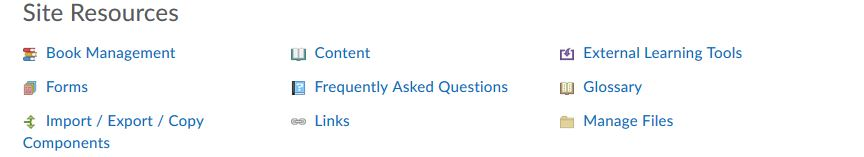 Site Resources
Book Management
Content
External Learning Tools
Forms
Frequently Asked Questions
Glossary
Import / Export / Copy
Components
Links
Manage Files